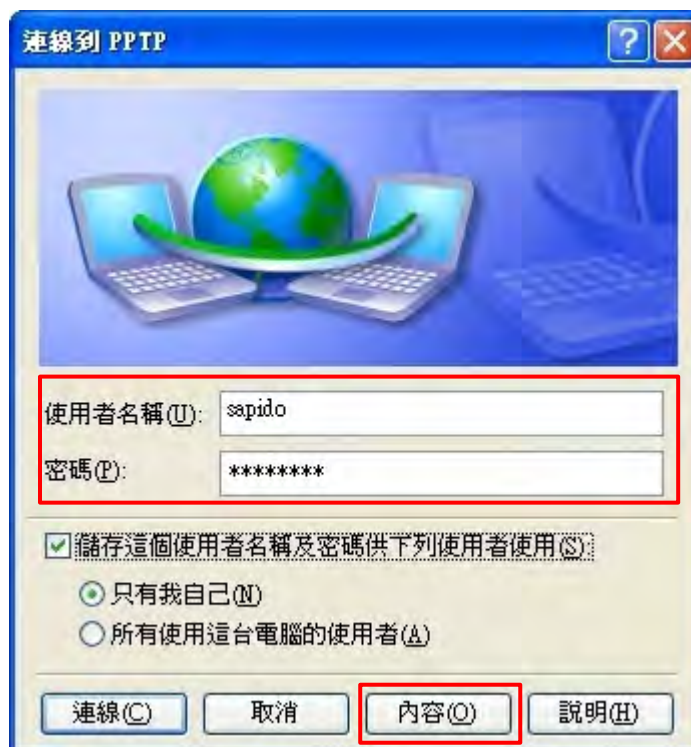 連線到 PPTP
使用者名稱(U): sapido
密碼(P): ********
儲存這個使用者名稱及密碼供下列使用者使用(S):
只有我自己(N)
所有使用這台電腦的使用者(A)
連線(C) 取消 內容(O) 說明(H)